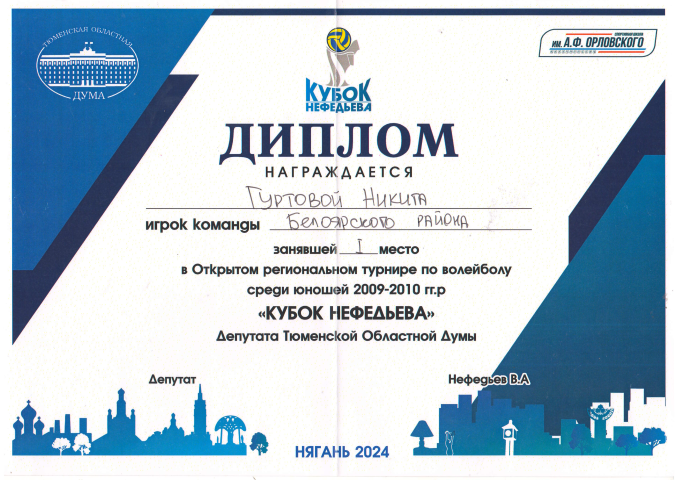 ТЮМЕНСКАЯ ОБЛАСТНАЯ
ДУМА
КУБОК
НЕФЕДЬЕВА
СПОРТИВНАЯ ШКОЛА
ИМ. А.Ф. ОРЛОВСКОГО
ДИПЛОМ
НАГРАЖДАЕТСЯ
Гуртовой Никита
игрок команды Белоярского района
занявшей I место
в Открытом региональном турнире по волейболу
среди юношей 2009-2010 гг.р
«КУБОК НЕФЕДЬЕВА»
Депутата Тюменской Областной Думы
Депутат Нефедьев В.А
НЯГАНЬ 2024